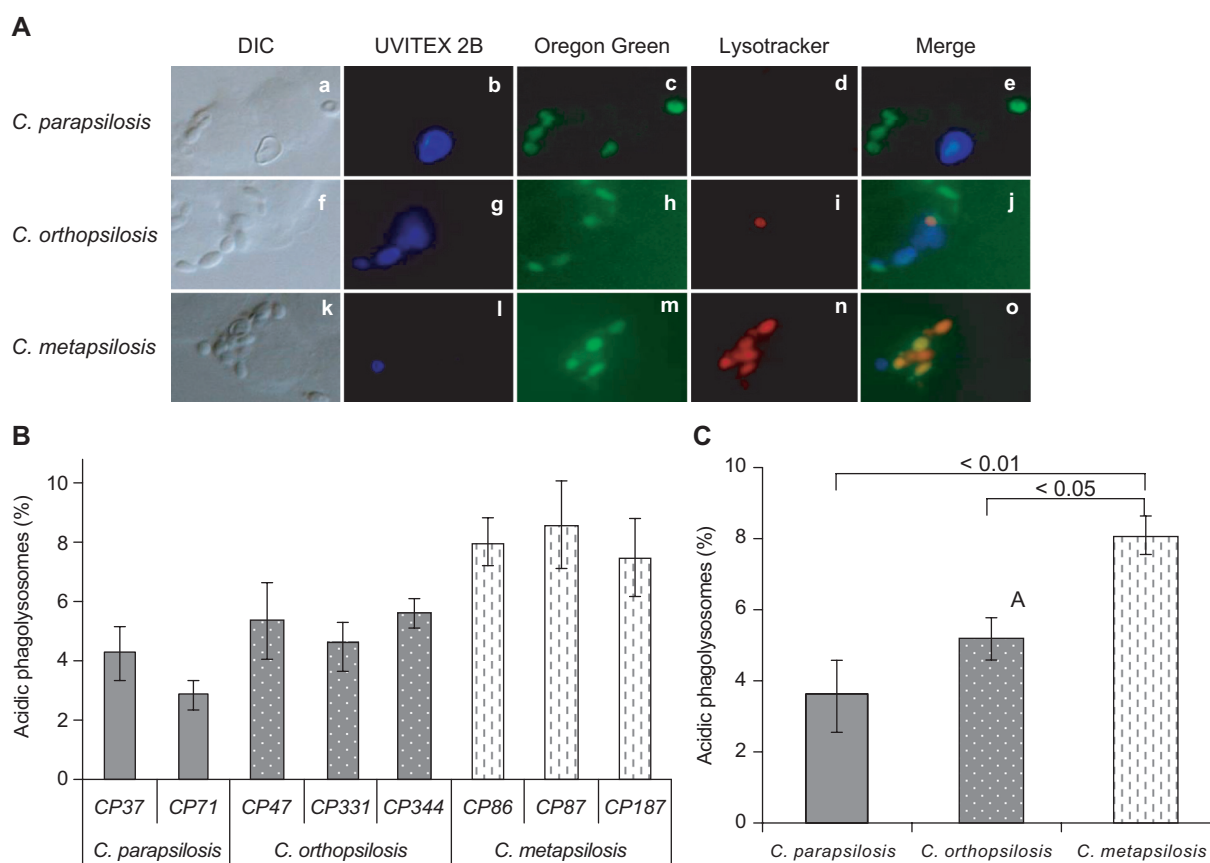 A
DIC UVITEX 2B Oregon Green Lysotracker Merge
C. parapsilosis a b c d e
C. orthopsilosis f g h i j
C. metapsilosis k l m n o
B
Acidic phagolysosomes (%)
10
8
6
4
2
0
CP37 CP71 CP47 CP331 CP344 CP86 CP87 CP187
C. parapsilosis C. orthopsilosis C. metapsilosis
C
Acidic phagolysosomes (%)
10
8
6
4
2
0
< 0.01
< 0.05
A
C. parapsilosis C. orthopsilosis C. metapsilosis